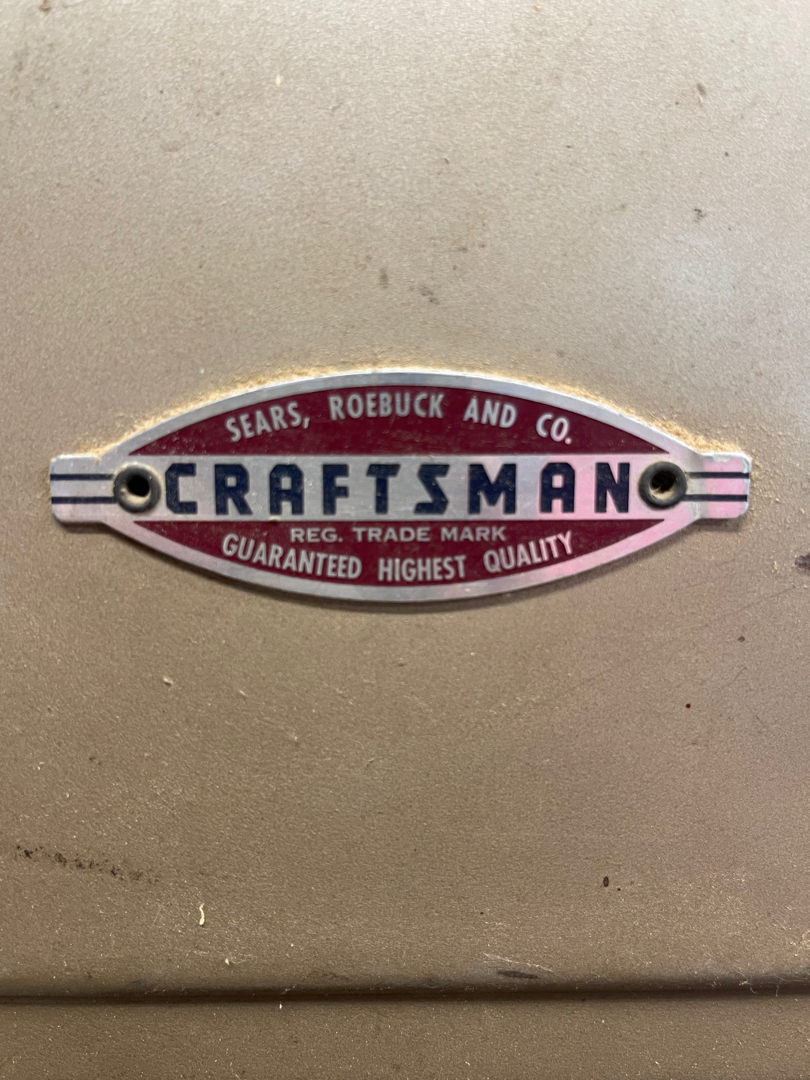 SEARS, ROEBUCK AND CO.
CRAFTSMAN
REG. TRADE MARK
GUARANTEED HIGHEST QUALITY